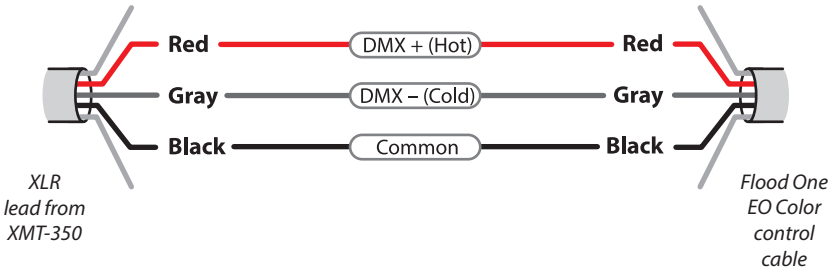 Red DMX + (Hot) Red
Gray DMX – (Cold) Gray
Black Common Black
XLR
lead from
XMT-350
Flood One
EO Color
control
cable